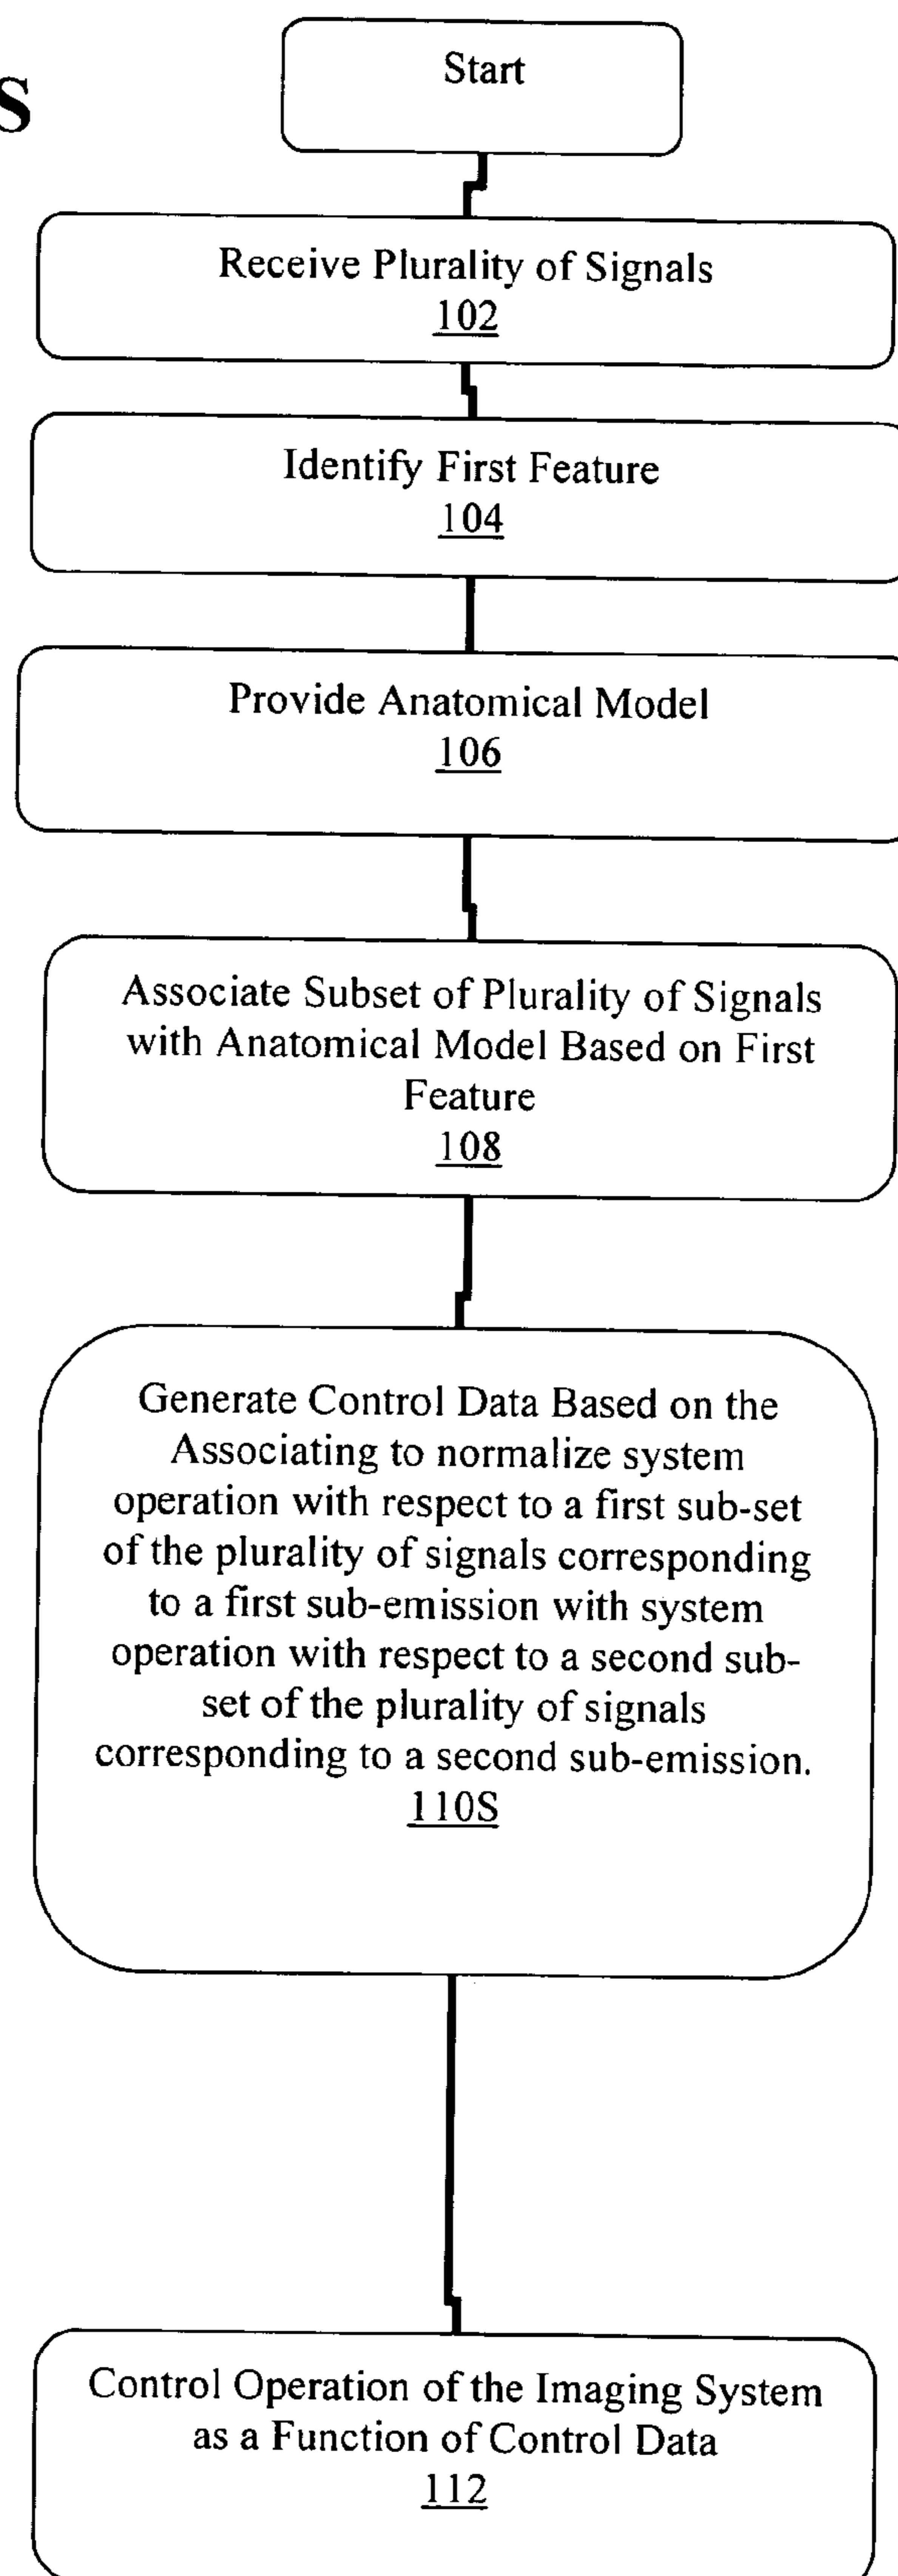 S
Start
Receive Plurality of Signals
102
Identify First Feature
104
Provide Anatomical Model
106
Associate Subset of Plurality of Signals
with Anatomical Model Based on First
Feature
108
Generate Control Data Based on the
Associating to normalize system
operation with respect to a first sub-set
of the plurality of signals corresponding
to a first sub-emission with system
operation with respect to a second sub-
set of the plurality of signals
corresponding to a second sub-emission.
110S
Control Operation of the Imaging System
as a Function of Control Data
112